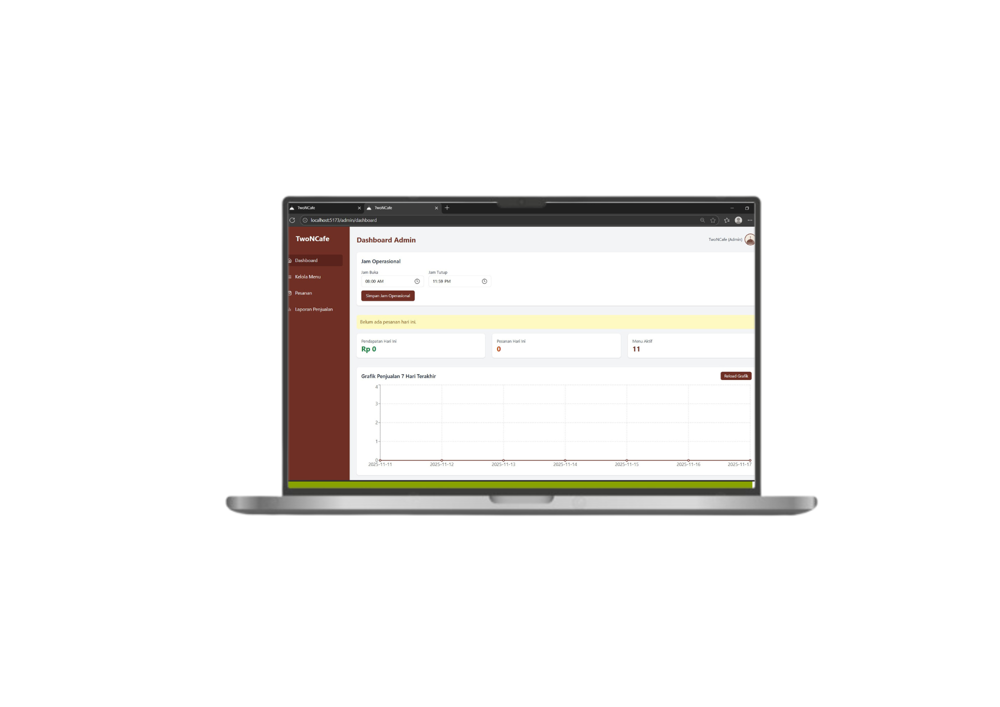 TwoNCafe
TwoNCafe
localhost:5173/admin/dashboard
TwoNCafe
Dashboard
Kelola Menu
Pesanan
Laporan Penjualan
Dashboard Admin
TwoNCafe (Admin)
Jam Operasional
Jam Buka
Jam Tutup
08:00 AM
11:59 PM
Simpan Jam Operasional
Belum ada pesanan hari ini.
Pendapatan Hari Ini
Rp 0
Pesanan Hari Ini
0
Menu Aktif
11
Grafik Penjualan 7 Hari Terakhir
Reload Grafik
4
3
2
1
0
2025-11-11
2025-11-12
2025-11-13
2025-11-14
2025-11-15
2025-11-16
2025-11-17